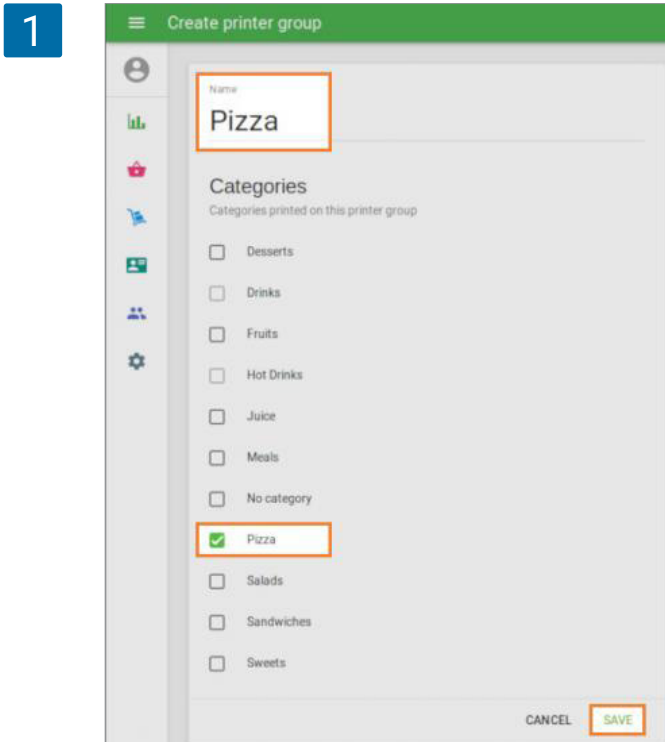 1
Create printer group
Name
Pizza
Categories
Categories printed on this printer group
Desserts
Drinks
Fruits
Hot Drinks
Juice
Meals
No category
Pizza
Salads
Sandwiches
Sweets
CANCEL SAVE